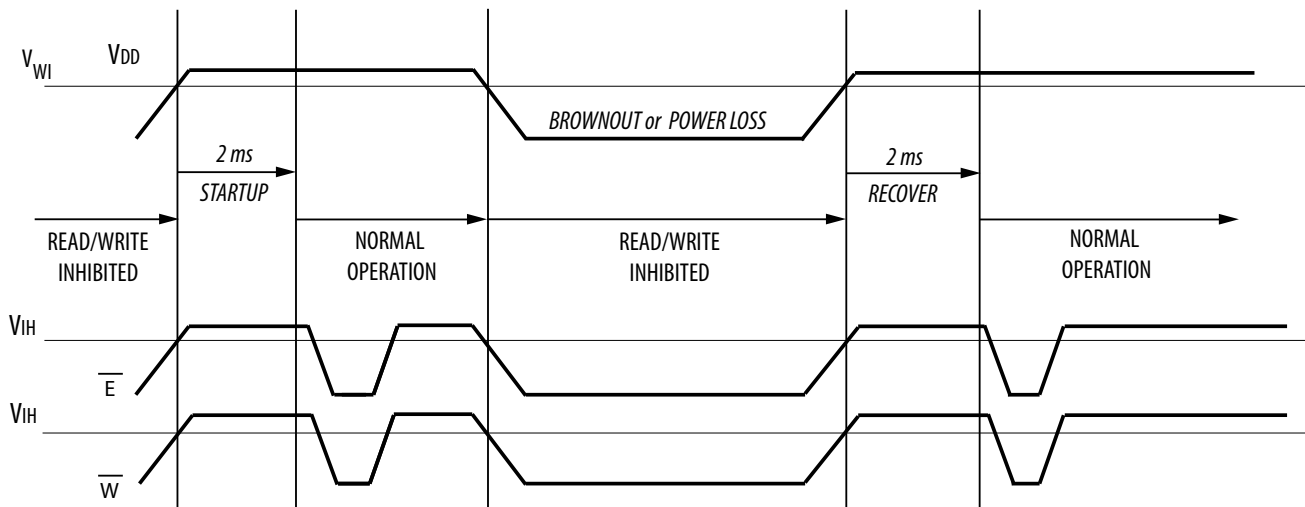 VWI VDD
BROWNOUT or POWER LOSS
2 ms
STARTUP
2 ms
RECOVER
READ/WRITE
INHIBITED
NORMAL
OPERATION
READ/WRITE
INHIBITED
NORMAL
OPERATION
VIH
E
VIH
W